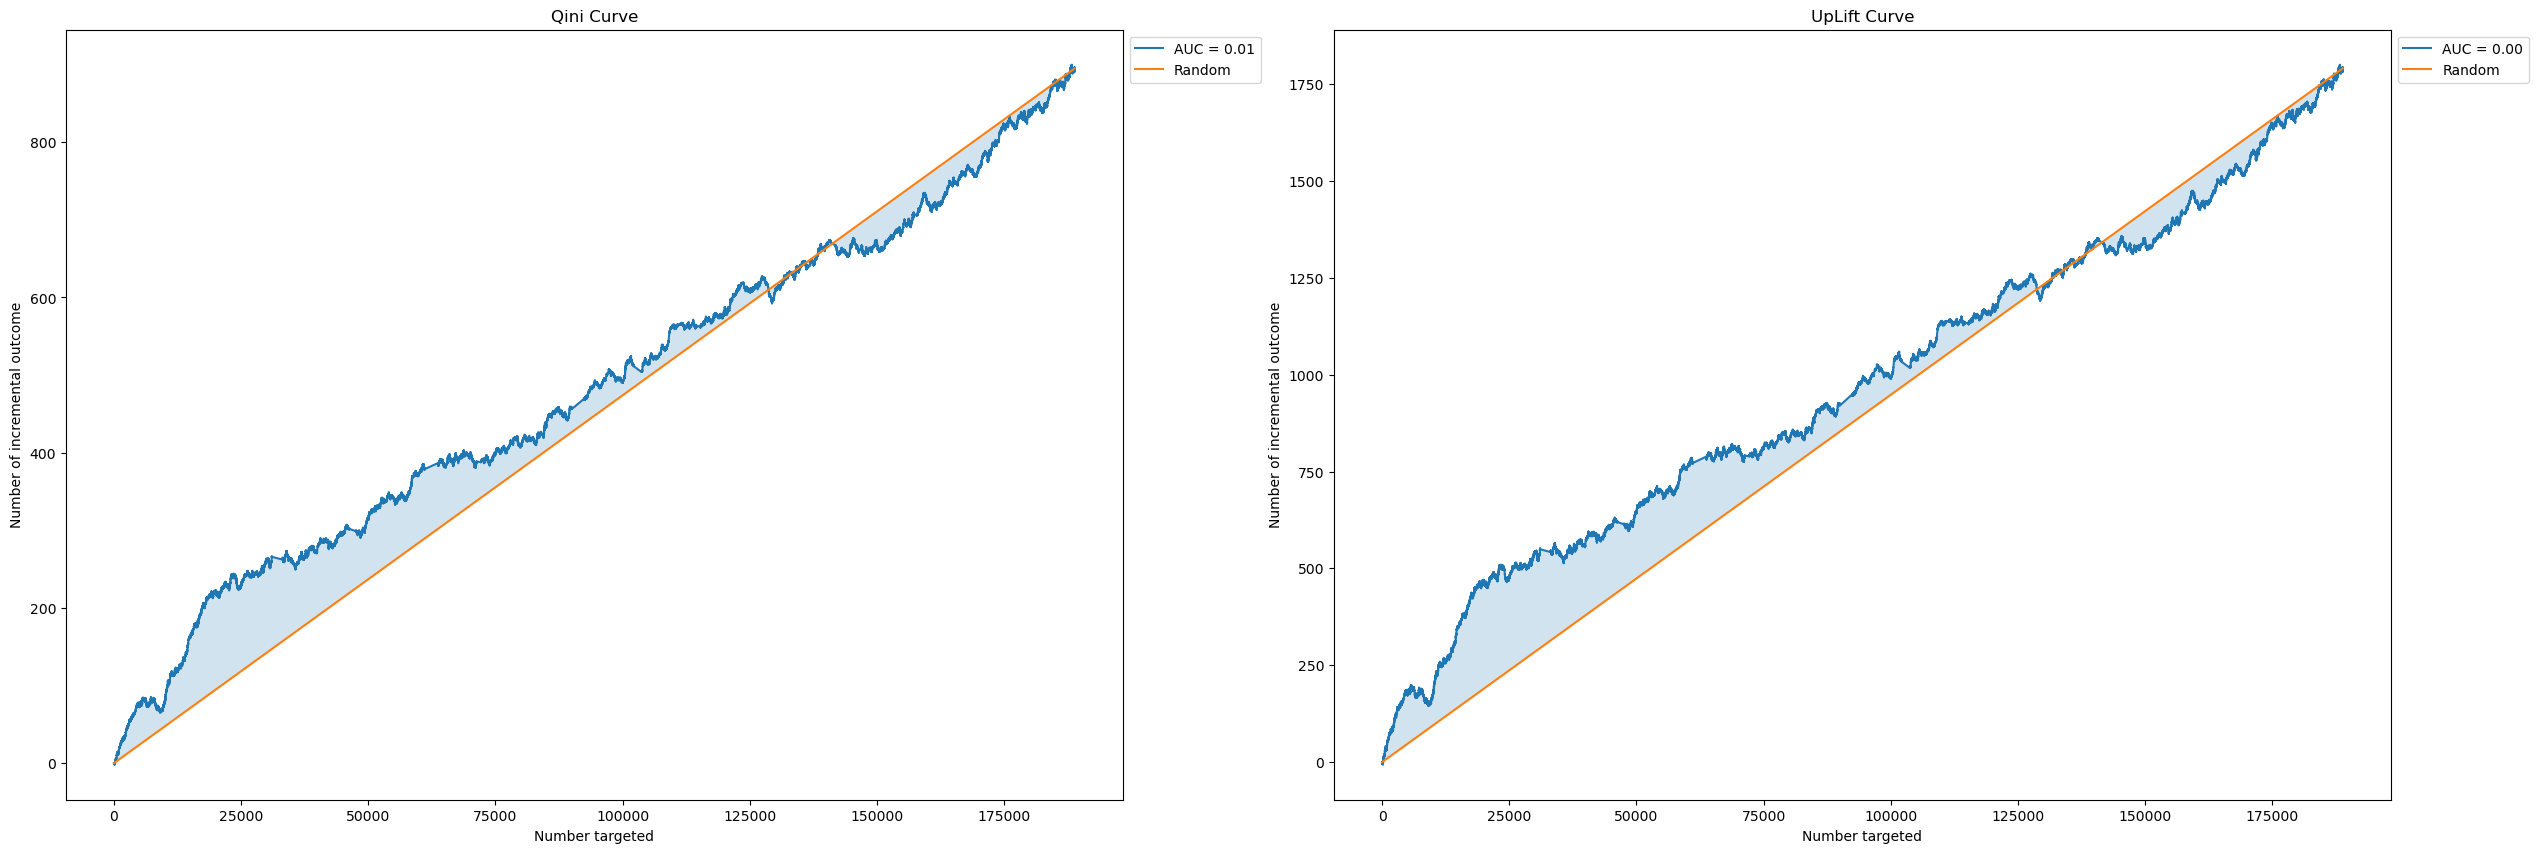 Qini Curve
AUC = 0.01
Random
800
600
400
200
0
Number of incremental outcome
0 25000 50000 75000 100000 125000 150000 175000
Number targeted
UpLift Curve
AUC = 0.00
Random
1750
1500
1250
1000
750
500
250
0
Number of incremental outcome
0 25000 50000 75000 100000 125000 150000 175000
Number targeted